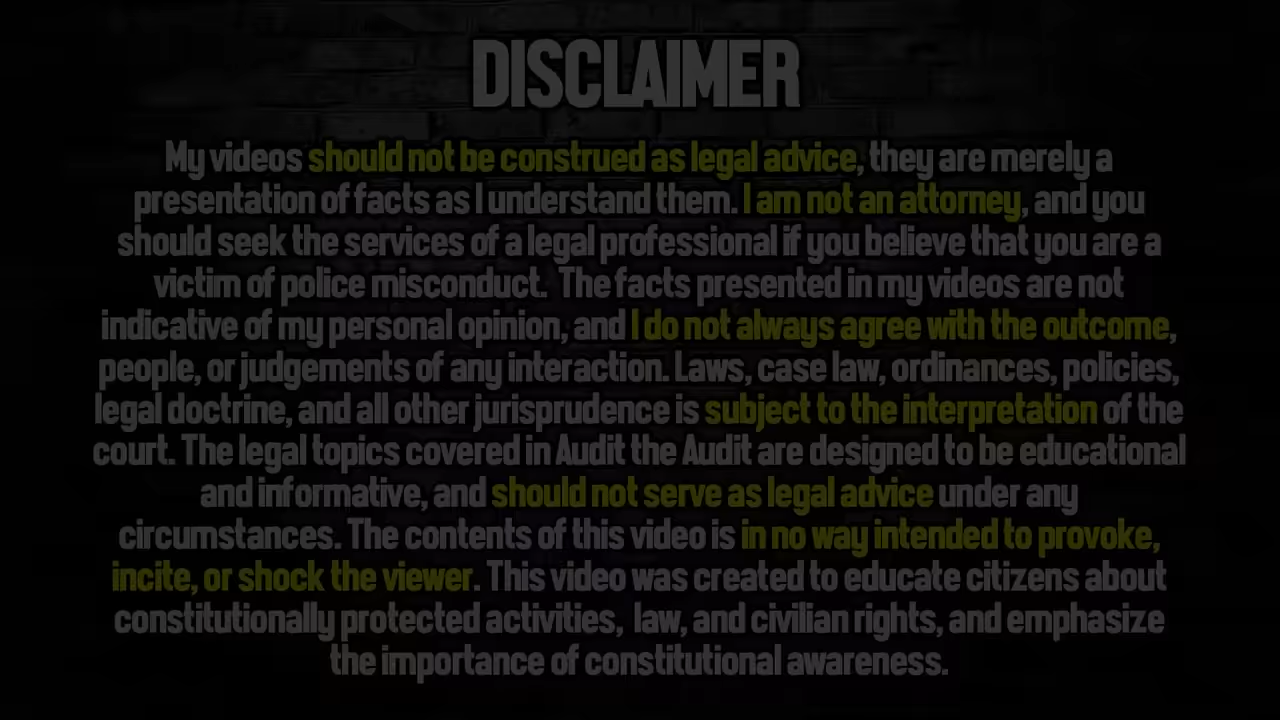 DISCLAIMER
My videos should not be construed as legal advice, they are merely a
presentation of facts as I understand them. I am not an attorney, and you
should seek the services of a legal professional if you believe that you are a
victim of police misconduct. The facts presented in my videos are not
indicative of my personal opinion, and I do not always agree with the outcome,
people, or judgements of any interaction. Laws, case law, ordinances, policies,
legal doctrine, and all other jurisprudence is subject to the interpretation of the
court. The legal topics covered in Audit the Audit are designed to be educational
and informative, and should not serve as legal advice under any
circumstances. The contents of this video is in no way intended to provoke,
incite, or shock the viewer. This video was created to educate citizens about
constitutionally protected activities, law, and civilian rights, and emphasize
the importance of constitutional awareness.